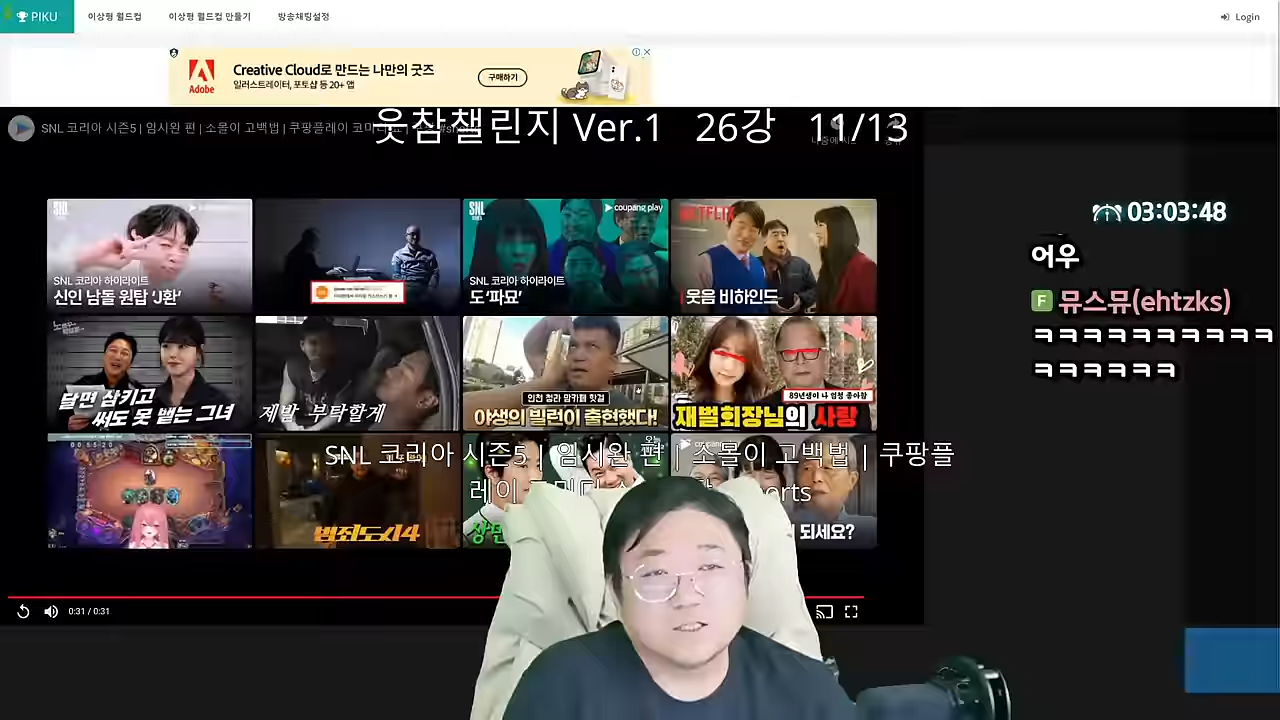 PIKU
이상형 월드컵
이상형 월드컵 만들기
방송채팅설정
Login
Adobe
Creative Cloud로 만드는 나만의 굿즈
일러스트레이터, 포토샵 등 20+ 앱
구매하기
SNL 코리아 시즌5 | 임시완 편 | 소몰이 고백법 | 쿠팡플레이
웃참챌린지 Ver.1 26강 11/13
03:03:48
어우
F 뮤스뮤(ehtzks)
ㅋㅋㅋㅋㅋㅋㅋㅋㅋㅋ
ㅋㅋㅋㅋㅋㅋ
SNL
SNL 코리아 하이라이트
신인 남돌 원탑 'J환'
SNL
coupang play
SNL 코리아 하이라이트
도'파묘'
NETFLIX
웃음 비하인드
달면 삼키고
써도 못 뱉는 그녀
제발 부탁할게
인천 청라 맘카페 핫걸
야생의 빌런이 출현했다!
89년생이 나 엄청 좋아함
재벌회장님의 사랑
범죄도시4
되세요?
SNL 코리아 시즌5 | 임시완 편 | 소몰이 고백법 | 쿠팡플
레이
0:31 / 0:31